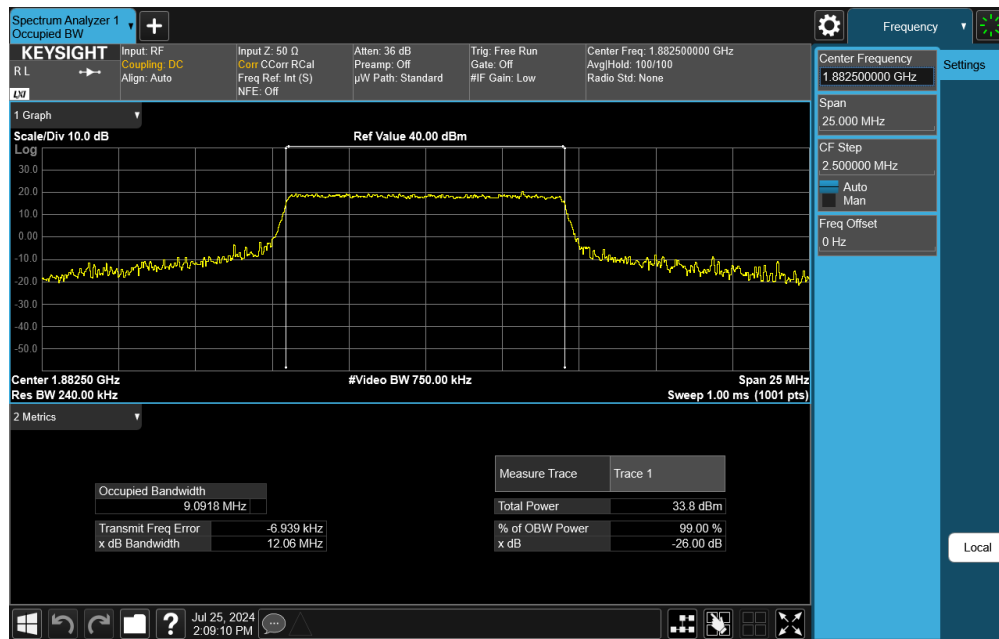 Spectrum Analyzer 1
Occupied BW
Frequency
KEYSIGHT
R L
LXI
Input: RF
Coupling: DC
Align: Auto
Input Z: 50 Ω
Corr CCorr RCal
Freq Ref: Int (S)
NFE: Off
Atten: 36 dB
Preamp: Off
µW Path: Standard
Trig: Free Run
Gate: Off
#IF Gain: Low
Center Freq: 1.882500000 GHz
Avg|Hold: 100/100
Radio Std: None
Center Frequency
1.882500000 GHz
Settings
Span
25.000 MHz
CF Step
2.500000 MHz
Auto
Man
Freq Offset
0 Hz
Local
1 Graph
Scale/Div 10.0 dB
Ref Value 40.00 dBm
Log
30.0
20.0
10.0
0.00
-10.0
-20.0
-30.0
-40.0
-50.0
Center 1.88250 GHz
#Video BW 750.00 kHz
Span 25 MHz
Res BW 240.00 kHz
Sweep 1.00 ms (1001 pts)
2 Metrics
Measure Trace Trace 1
Occupied Bandwidth
9.0918 MHz
Total Power 33.8 dBm
Transmit Freq Error -6.939 kHz
% of OBW Power 99.00 %
x dB Bandwidth 12.06 MHz
x dB -26.00 dB
?
Jul 25, 2024
2:09:10 PM